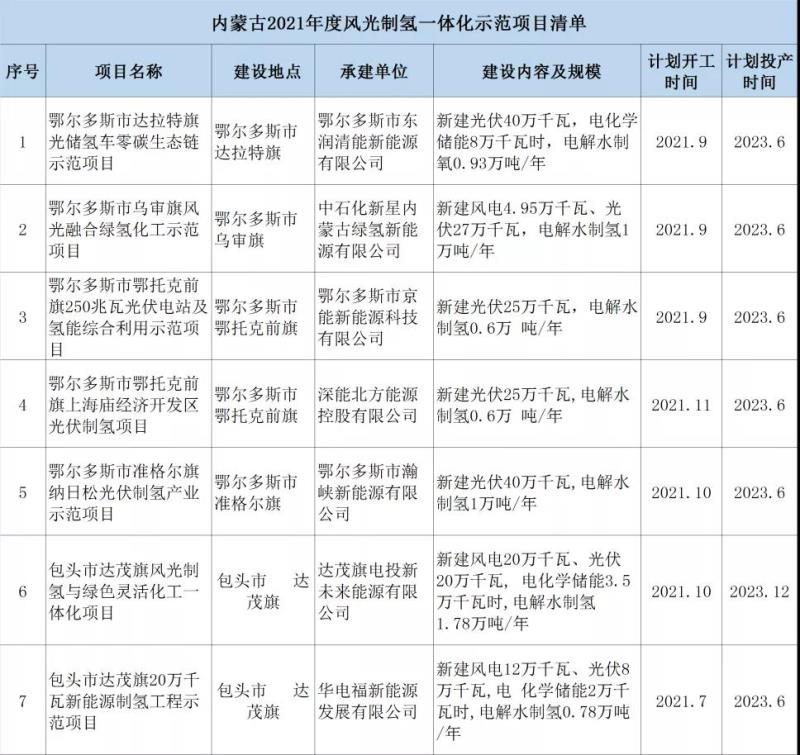 内蒙古2021年度风光制氢一体化示范项目清单
序号
项目名称
建设地点
承建单位
建设内容及规模
计划开工
时间
计划投产
时间
1
鄂尔多斯市达拉特旗
光储氢车零碳生态链
示范项目
鄂尔多斯市
达拉特旗
鄂尔多斯市东
润清能新能源
有限公司
新建光伏40万千瓦，电化学
储能8万千瓦时，电解水制
氧0.93万吨/年
2021.9
2023.6
2
鄂尔多斯市乌审旗风
光融合绿氢化工示范
项目
鄂尔多斯市
乌审旗
中石化新星内
蒙古绿氢新能
源有限公司
新建风电4.95万千瓦、光
伏27万千瓦，电解水制氢1
万吨/年
2021.9
2023.6
3
鄂尔多斯市鄂托克前
旗250兆瓦光伏电站及
氢能综合利用示范项
目
鄂尔多斯市
鄂托克前旗
鄂尔多斯市京
能新能源科技
有限公司
新建光伏25万千瓦，电解水
制氢0.6万 吨/年
2021.9
2023.6
4
鄂尔多斯市鄂托克前
旗上海庙经济开发区
光伏制氢项目
鄂尔多斯市
鄂托克前旗
深能北方能源
控股有限公司
新建光伏25万千瓦,电解水
制氢0.6万 吨/年
2021.11
2023.6
5
鄂尔多斯市准格尔旗
纳日松光伏制氢产业
示范项目
鄂尔多斯市
准格尔旗
鄂尔多斯市瀚
峡新能源有限
公司
新建光伏40万千瓦,电解水
制氢1万吨/年
2021.10
2023.6
6
包头市达茂旗风光制
氢与绿色灵活化工一
体化项目
包头市 达
茂旗
达茂旗电投新
未来能源有限
公司
新建风电20万千瓦、光伏
20万千瓦, 电化学储能3.5
万千瓦时,电解水制氢
1.78万吨/年
2021.10
2023.12
7
包头市达茂旗20万千
瓦新能源制氢工程示
范项目
包头市 达
茂旗
华电福新能源
发展有限公司
新建风电12万千瓦、光伏8
万千瓦,电 化学储能2万千
瓦时,电解水制氢0.78万吨
/年
2021.7
2023.6